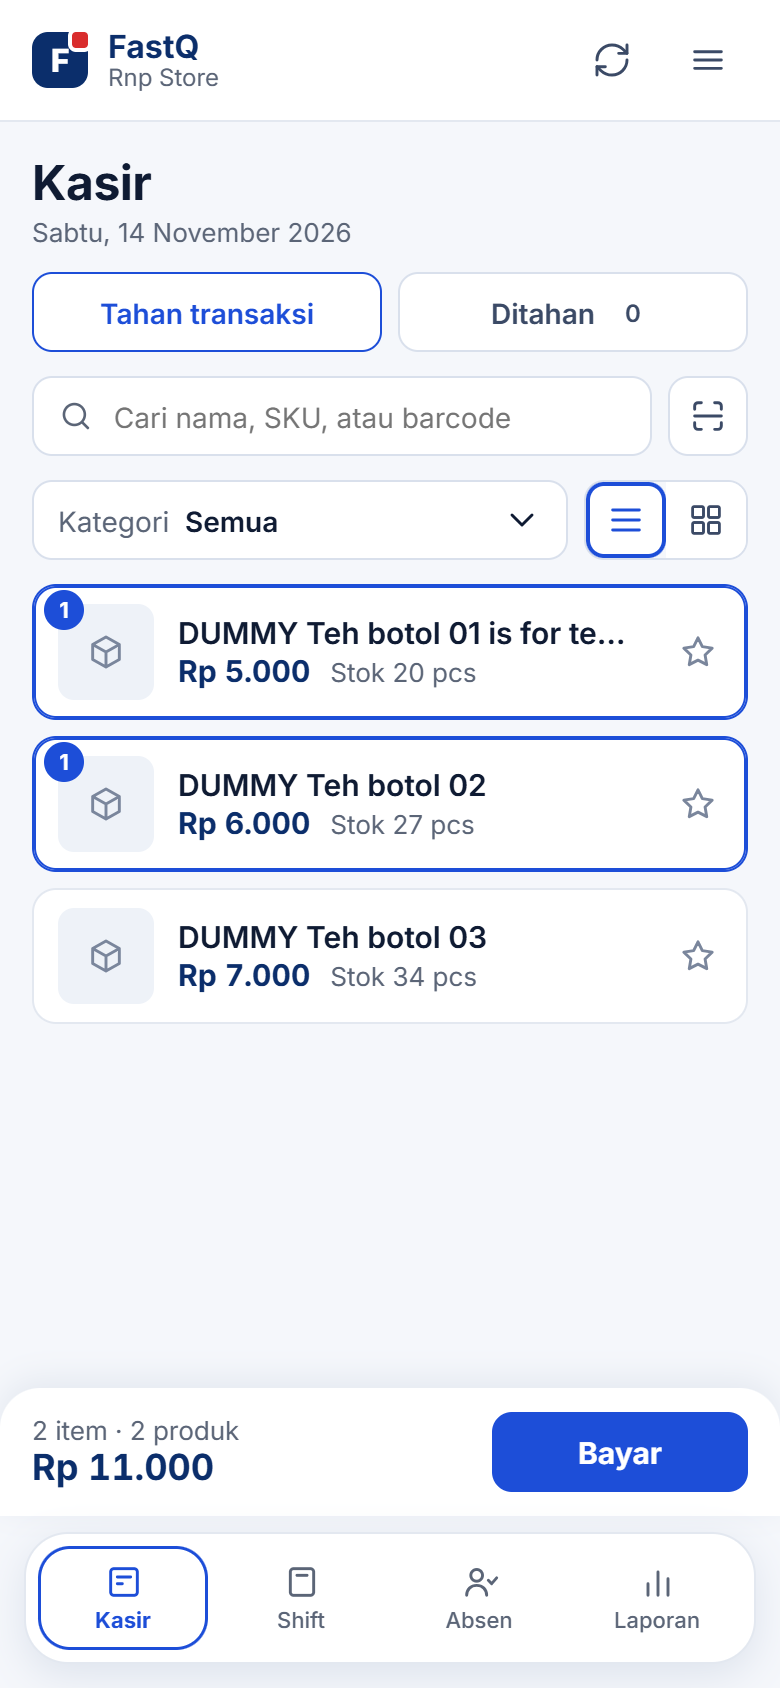 F
FastQ
Rnp Store
Kasir
Sabtu, 14 November 2026
Tahan transaksi
Ditahan 0
Cari nama, SKU, atau barcode
Kategori Semua
1
DUMMY Teh botol 01 is for te...
Rp 5.000 Stok 20 pcs
1
DUMMY Teh botol 02
Rp 6.000 Stok 27 pcs
DUMMY Teh botol 03
Rp 7.000 Stok 34 pcs
2 item · 2 produk
Rp 11.000
Bayar
Kasir
Shift
Absen
Laporan